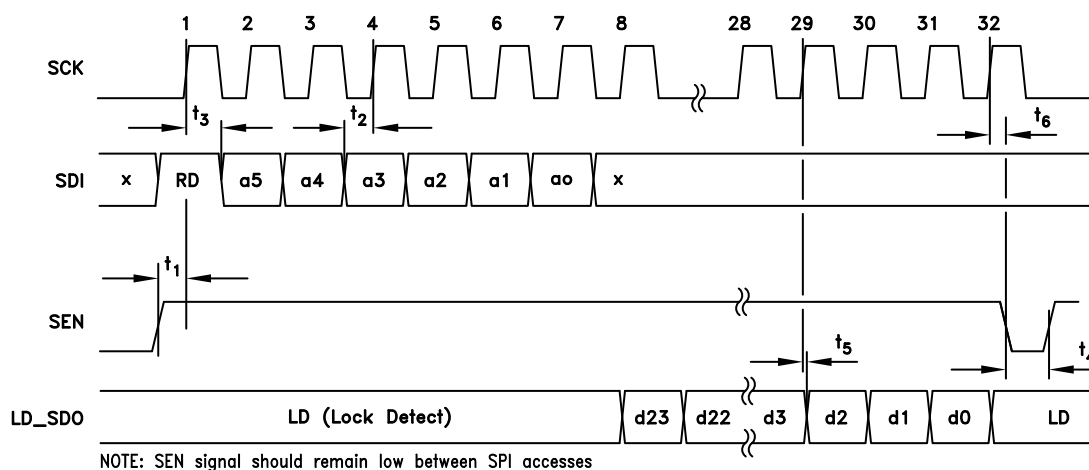 1 2 3 4 5 6 7 8 28 29 30 31 32
SCK
t3 t2 t6
SDI x RD a5 a4 a3 a2 a1 ao x
t1
SEN
t5 t4
LD_SDO LD (Lock Detect) d23 d22 d3 d2 d1 d0 LD
NOTE: SEN signal should remain low between SPI accesses